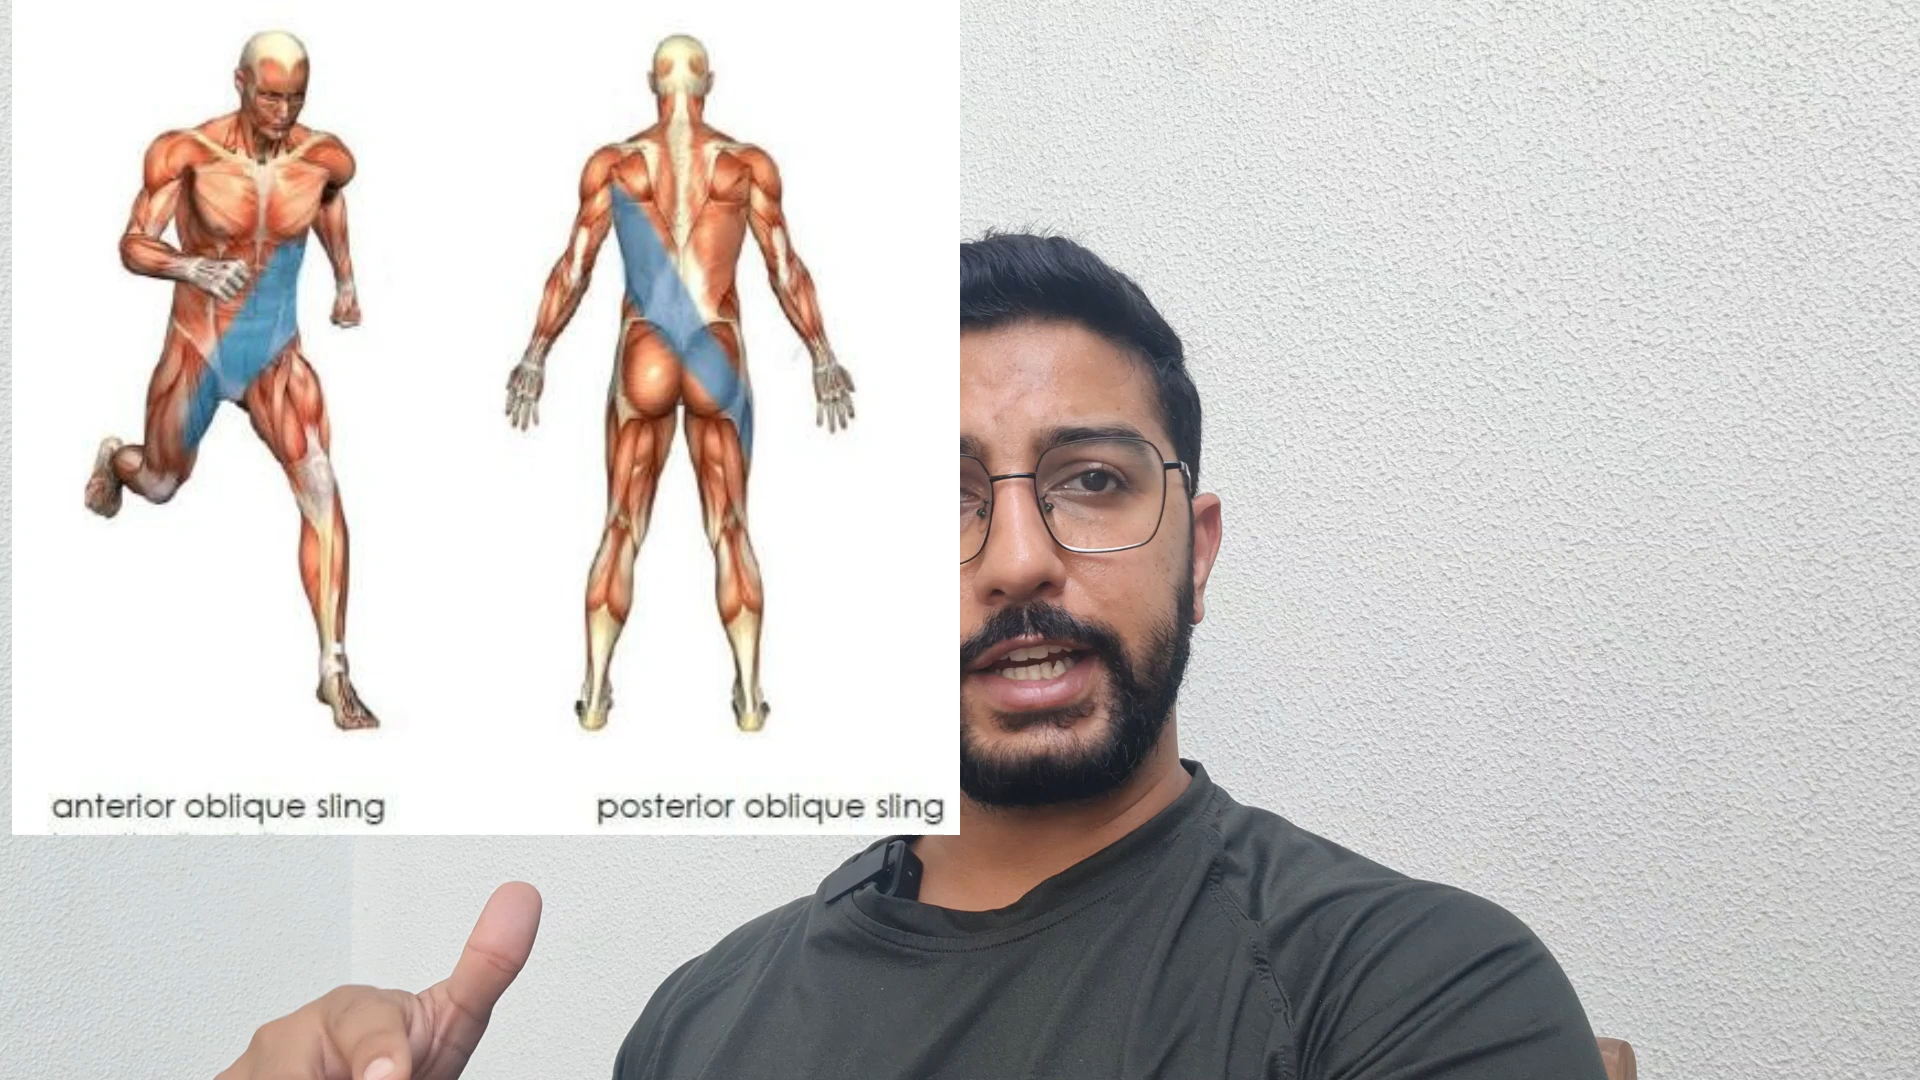 anterior oblique sling
posterior oblique sling